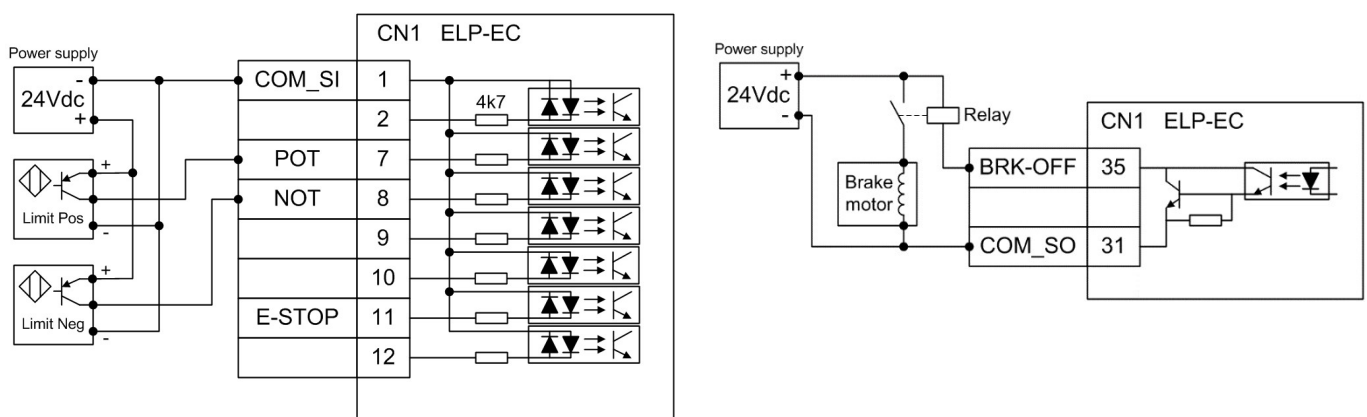 CN1 ELP-EC
Power supply
24Vdc
-
+
COM_SI 1
2
4k7
POT 7
NOT 8
9
10
E-STOP 11
12
+
Limit Pos
-
+
Limit Neg
-
Power supply
24Vdc
+
-
Relay
Brake
motor
CN1 ELP-EC
BRK-OFF 35
COM_SO 31